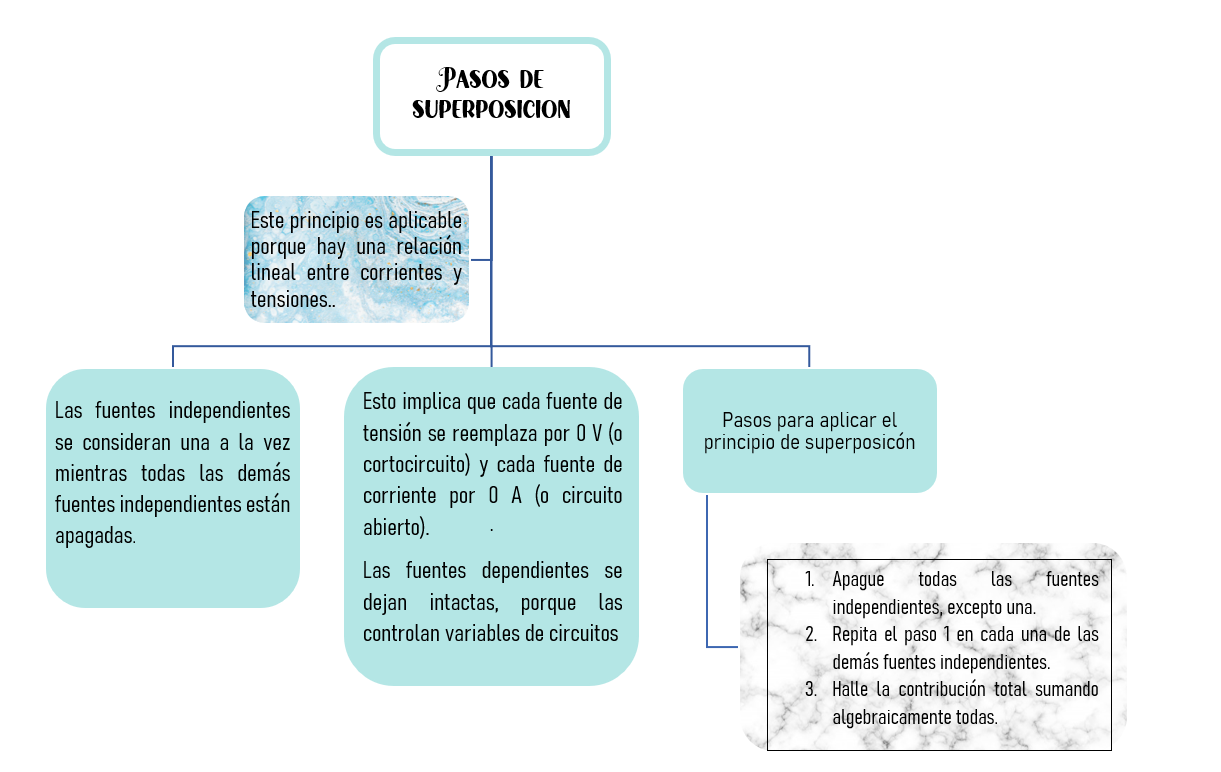 Pasos de
superposicion
Este principio es aplicable
porque hay una relación
lineal entre corrientes y
tensiones..
Las fuentes independientes
se consideran una a la vez
mientras todas las demás
fuentes independientes están
apagadas.
Esto implica que cada fuente de
tensión se reemplaza por 0 V (o
cortocircuito) y cada fuente de
corriente por 0 A (o circuito
abierto). .
Las fuentes dependientes se
dejan intactas, porque las
controlan variables de circuitos
Pasos para aplicar el
principio de superposicón
1. Apague todas las fuentes
independientes, excepto una.
2. Repita el paso 1 en cada una de las
demás fuentes independientes.
3. Halle la contribución total sumando
algebraicamente todas.